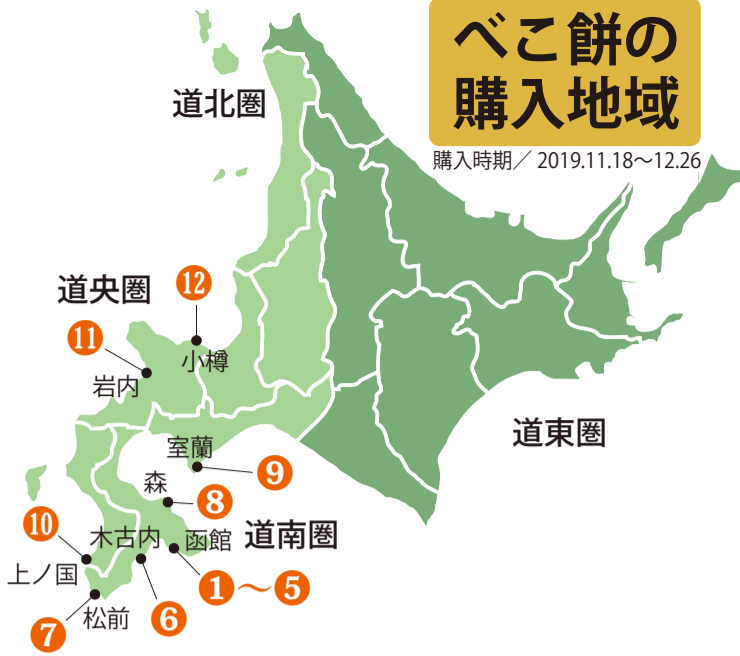 べこ餅の
購入地域
購入時期／ 2019.11.18〜12.26
道北圏
道央圏
12
11
小樽
岩内
道東圏
室蘭
9
森
8
10
木古内
函館
道南圏
上ノ国
1〜5
6
松前
7